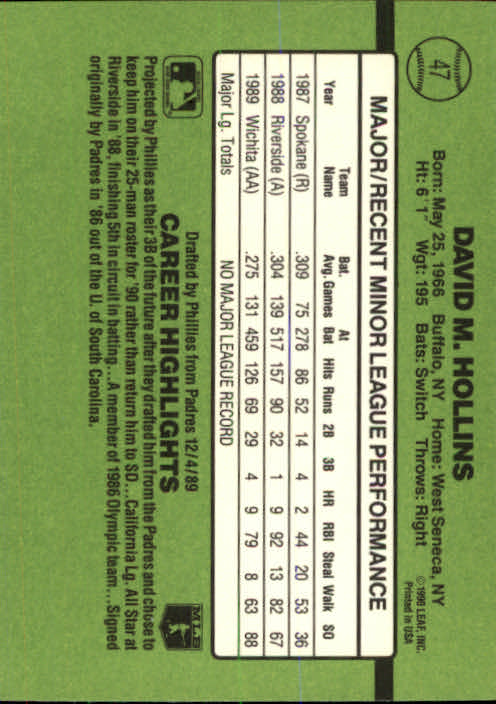 47
DAVID M. HOLLINS
Born: May 25, 1966 Buffalo, NY Home: West Seneca, NY
Ht: 6'1" Wgt: 195 Bats: Switch Throws: Right
©1990 LEAF, INC.
Printed in USA
MAJOR/RECENT MINOR LEAGUE PERFORMANCE
Year Team Name Bat. Avg. Games At Bat Hits Runs 2B 3B HR RBI Steal Walk SO
1987 Spokane (R) .309 75 278 86 52 14 4 2 44 20 53 36
1988 Riverside (A) .304 139 517 157 90 32 1 9 92 13 82 67
1989 Wichita (AA) .275 131 459 126 69 29 4 9 79 8 63 88
Major Lg. Totals NO MAJOR LEAGUE RECORD
Drafted by Phillies from Padres 12/4/89
CAREER HIGHLIGHTS
MLB
Projected by Phillies as their 3B of the future after they drafted him from the Padres and chose to
keep him on their 25-man roster for '90 rather than return him to SD...California Lg. All Star at
Riverside in '88, finishing 5th in circuit in batting...A member of 1986 Olympic team...Signed
originally by Padres in '86 out of the U. of South Carolina.